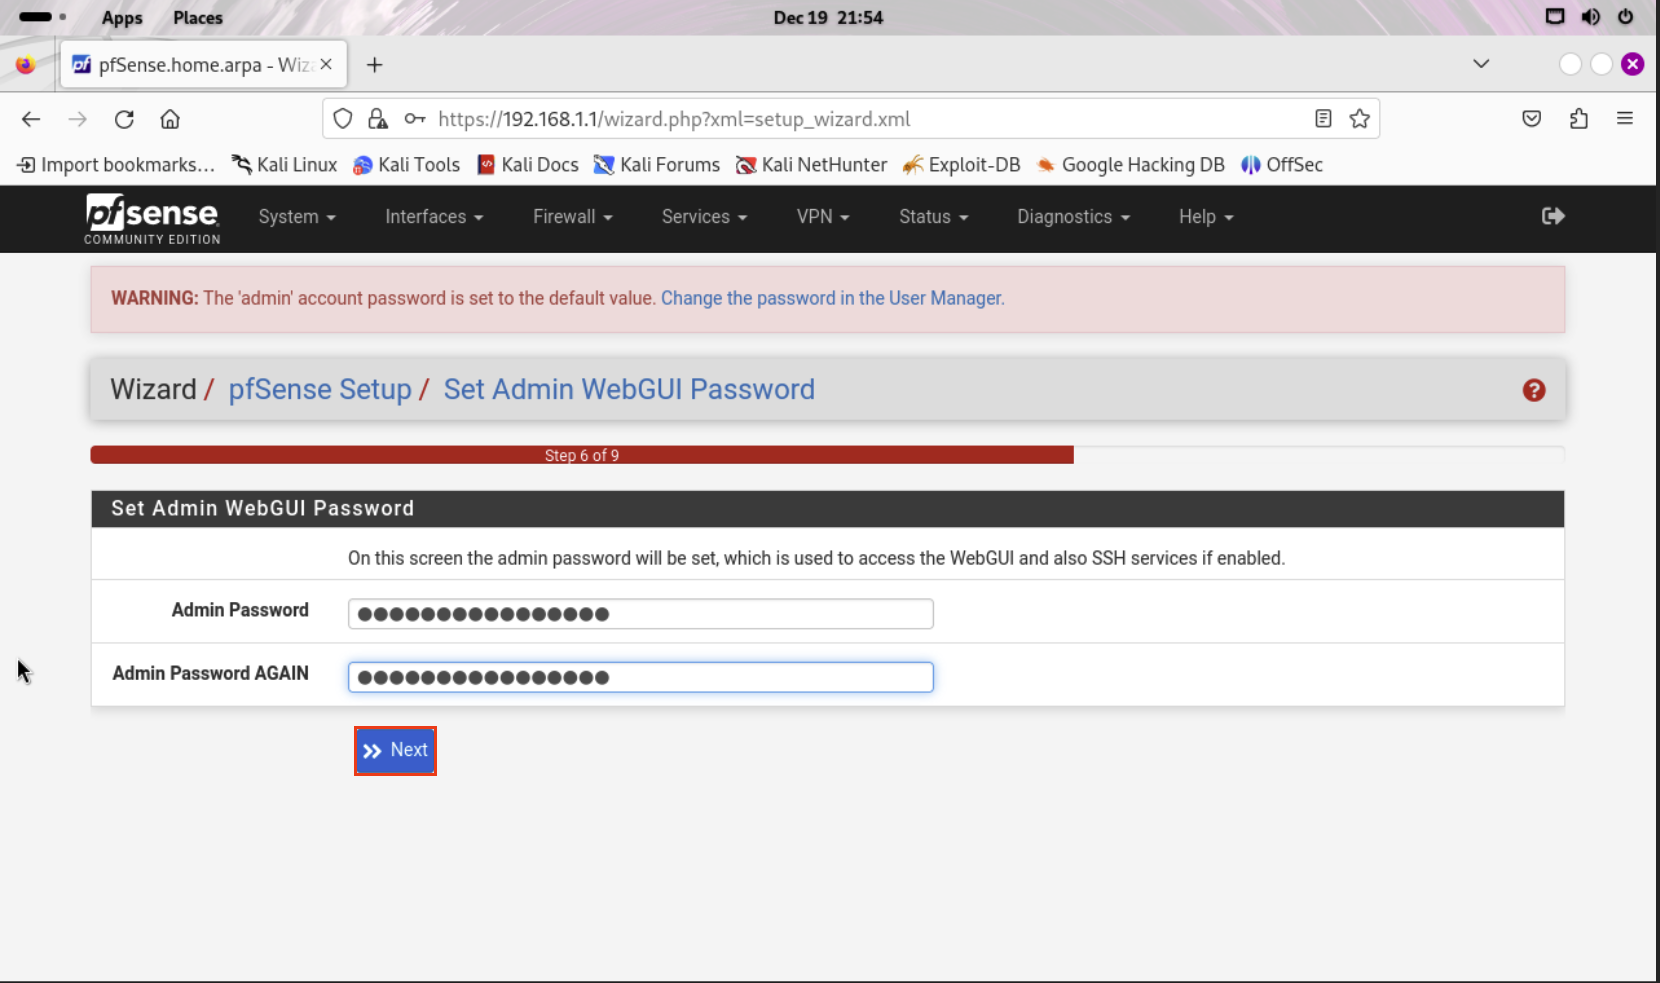 Apps Places Dec 19 21:54
pf pfSense.home.arpa - Wiz
https://192.168.1.1/wizard.php?xml=setup_wizard.xml
Import bookmarks... Kali Linux Kali Tools Kali Docs Kali Forums Kali NetHunter Exploit-DB Google Hacking DB OffSec
pfsense System Interfaces Firewall Services VPN Status Diagnostics Help
COMMUNITY EDITION
WARNING: The 'admin' account password is set to the default value. Change the password in the User Manager.
Wizard / pfSense Setup / Set Admin WebGUI Password
Step 6 of 9
Set Admin WebGUI Password
On this screen the admin password will be set, which is used to access the WebGUI and also SSH services if enabled.
Admin Password ●●●●●●●●●●●●●●●●
Admin Password AGAIN ●●●●●●●●●●●●●●●●
Next